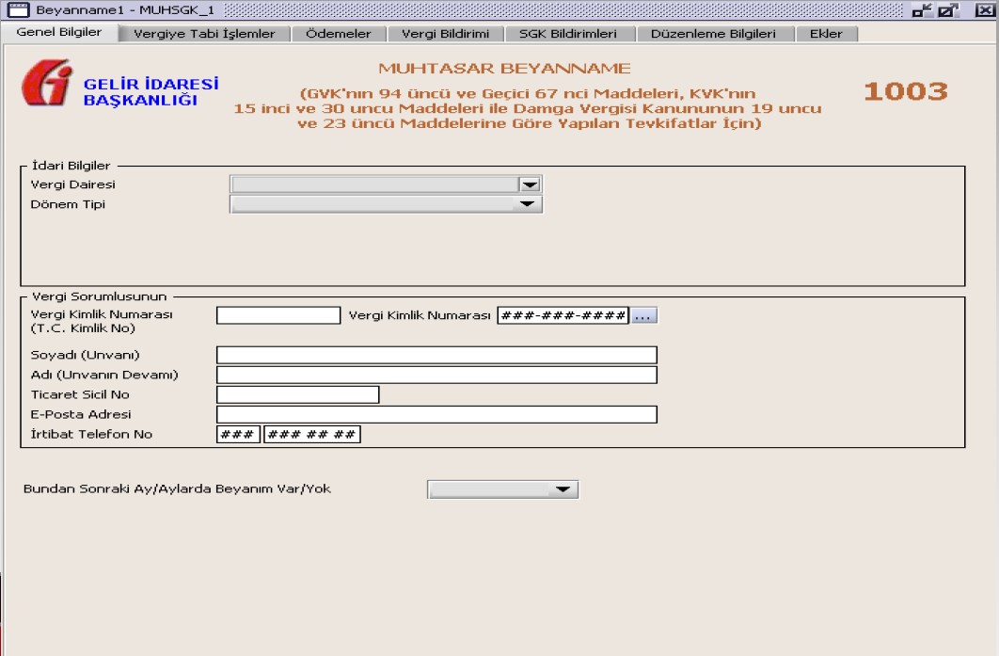 Beyanname1 - MUHSGK_1
Genel Bilgiler Vergiye Tabi İşlemler Ödemeler Vergi Bildirimi SGK Bildirimleri Düzenleme Bilgileri Ekler
GELİR İDARESİ
BAŞKANLIĞI
MUHTASAR BEYANNAME
(GVK'nın 94 üncü ve Geçici 67 nci Maddeleri, KVK'nın
15 inci ve 30 uncu Maddeleri ile Damga Vergisi Kanununun 19 uncu
ve 23 üncü Maddelerine Göre Yapılan Tevkifatlar İçin)
1003
İdari Bilgiler
Vergi Dairesi
Dönem Tipi
Vergi Sorumlusunun
Vergi Kimlik Numarası
(T.C. Kimlik No)
Vergi Kimlik Numarası ###-###-#### ...
Soyadı (Unvanı)
Adı (Unvanın Devamı)
Ticaret Sicil No
E-Posta Adresi
İrtibat Telefon No ### ### ## ##
Bundan Sonraki Ay/Aylarda Beyanım Var/Yok